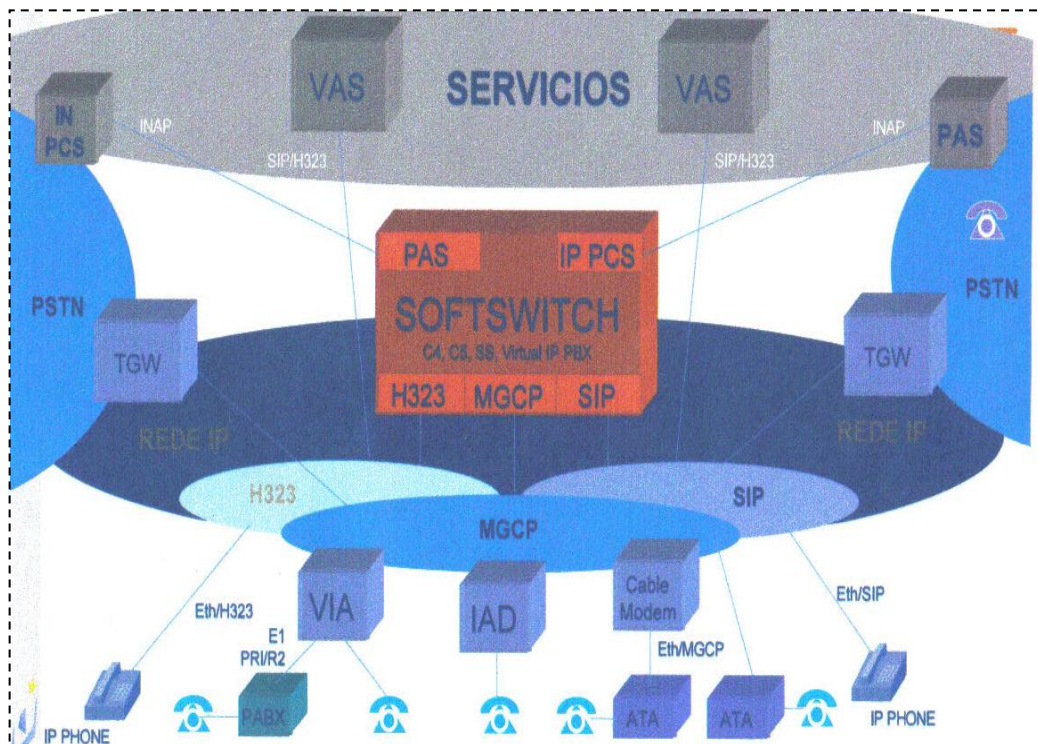 VAS
SERVICIOS
VAS
IN
PCS
INAP
INAP
PAS
SIP/H323
SIP/H323
PAS
IP PCS
PSTN
PSTN
SOFTSWITCH
C4, C5, SS, Virtual IP PBX
TGW
TGW
H323
MGCP
SIP
REDE IP
REDE IP
H323
SIP
MGCP
VIA
IAD
Cable
Modem
Eth/H323
Eth/SIP
E1
PRI/R2
Eth/MGCP
PABX
ATA
ATA
IP PHONE
IP PHONE